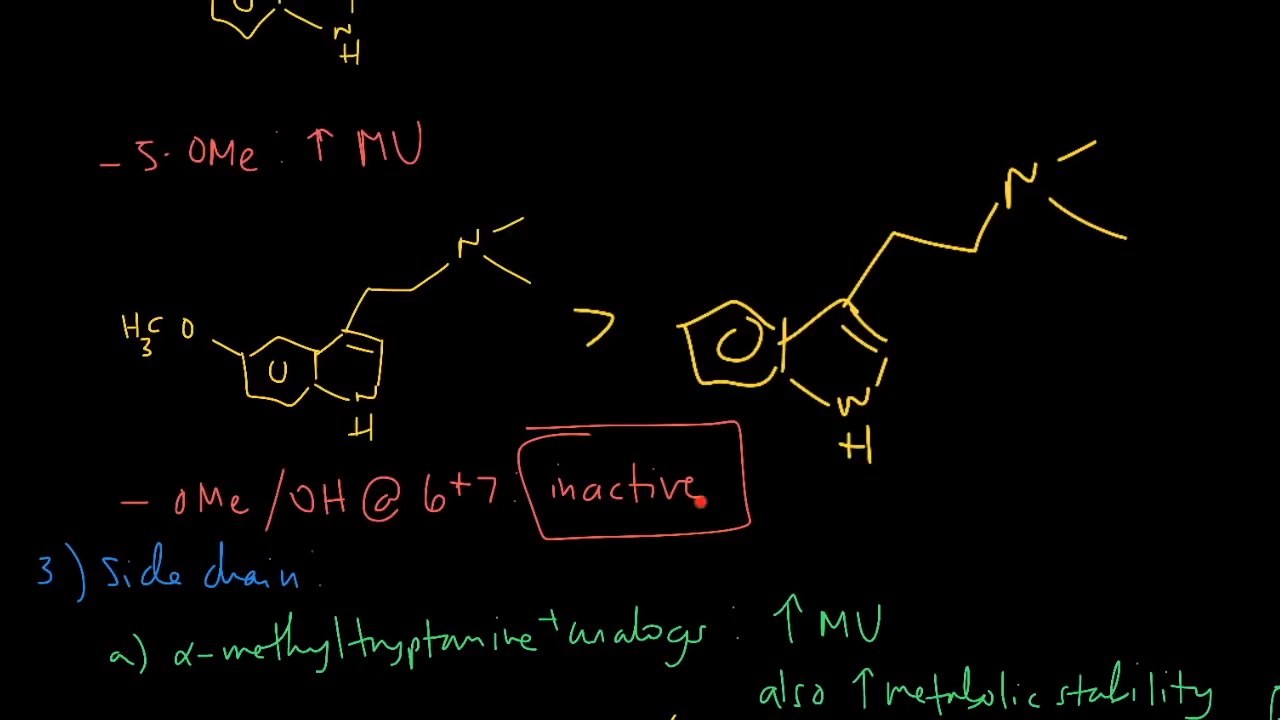 N
H
- 5-OMe: ↑ MU
N
N
H₃C O
>
N
H
N
H
- OMe/OH @ 6+7: inactive
3) Side chain:
a) α-methyltryptamine + analogs: ↑ MU
also ↑ metabolic stability